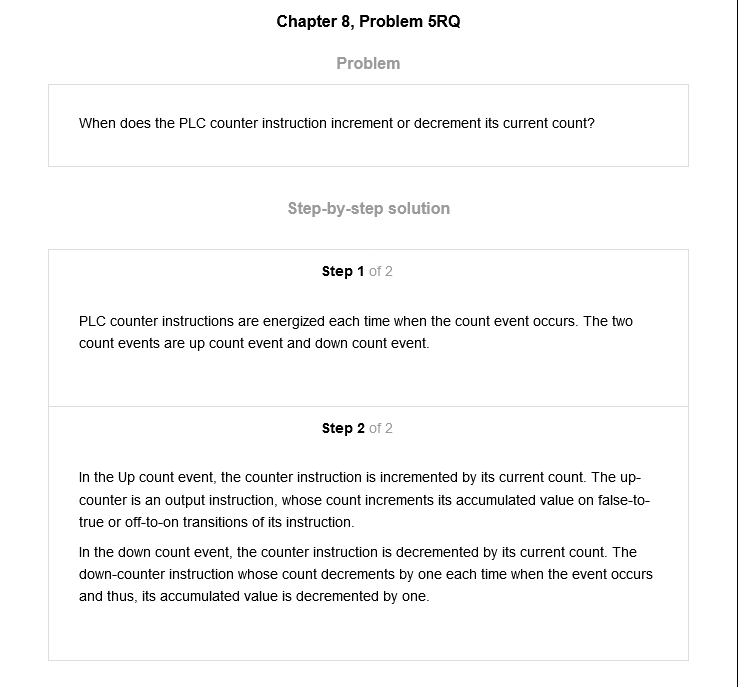 Chapter 8, Problem 5RQ
Problem
When does the PLC counter instruction increment or decrement its current count?
Step-by-step solution
Step 1 of 2
PLC counter instructions are energized each time when the count event occurs. The two
count events are up count event and down count event.
Step 2 of 2
In the Up count event, the counter instruction is incremented by its current count. The up-
counter is an output instruction, whose count increments its accumulated value on false-to-
true or off-to-on transitions of its instruction.
In the down count event, the counter instruction is decremented by its current count. The
down-counter instruction whose count decrements by one each time when the event occurs
and thus, its accumulated value is decremented by one.